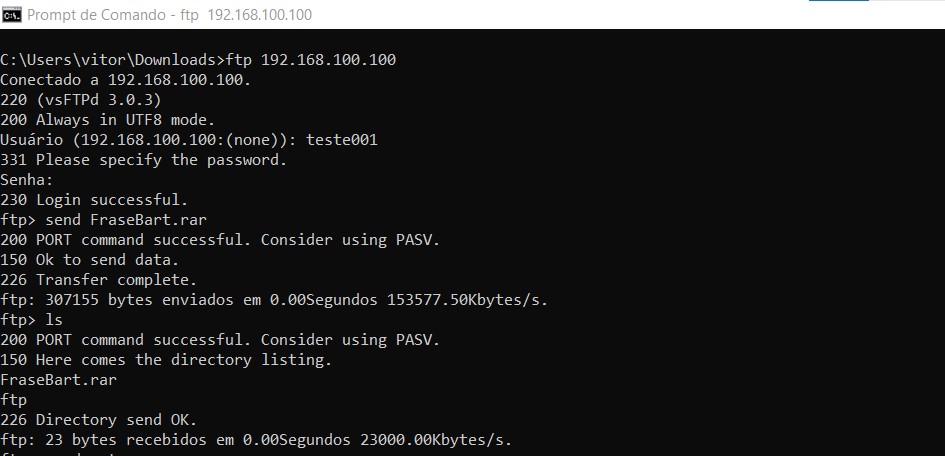 Prompt de Comando - ftp 192.168.100.100
C:\Users\vitor\Downloads>ftp 192.168.100.100
Conectado a 192.168.100.100.
220 (vsFTPd 3.0.3)
200 Always in UTF8 mode.
Usuário (192.168.100.100:(none)): teste001
331 Please specify the password.
Senha:
230 Login successful.
ftp> send FraseBart.rar
200 PORT command successful. Consider using PASV.
150 Ok to send data.
226 Transfer complete.
ftp: 307155 bytes enviados em 0.00Segundos 153577.50Kbytes/s.
ftp> ls
200 PORT command successful. Consider using PASV.
150 Here comes the directory listing.
FraseBart.rar
ftp
226 Directory send OK.
ftp: 23 bytes recebidos em 0.00Segundos 23000.00Kbytes/s.